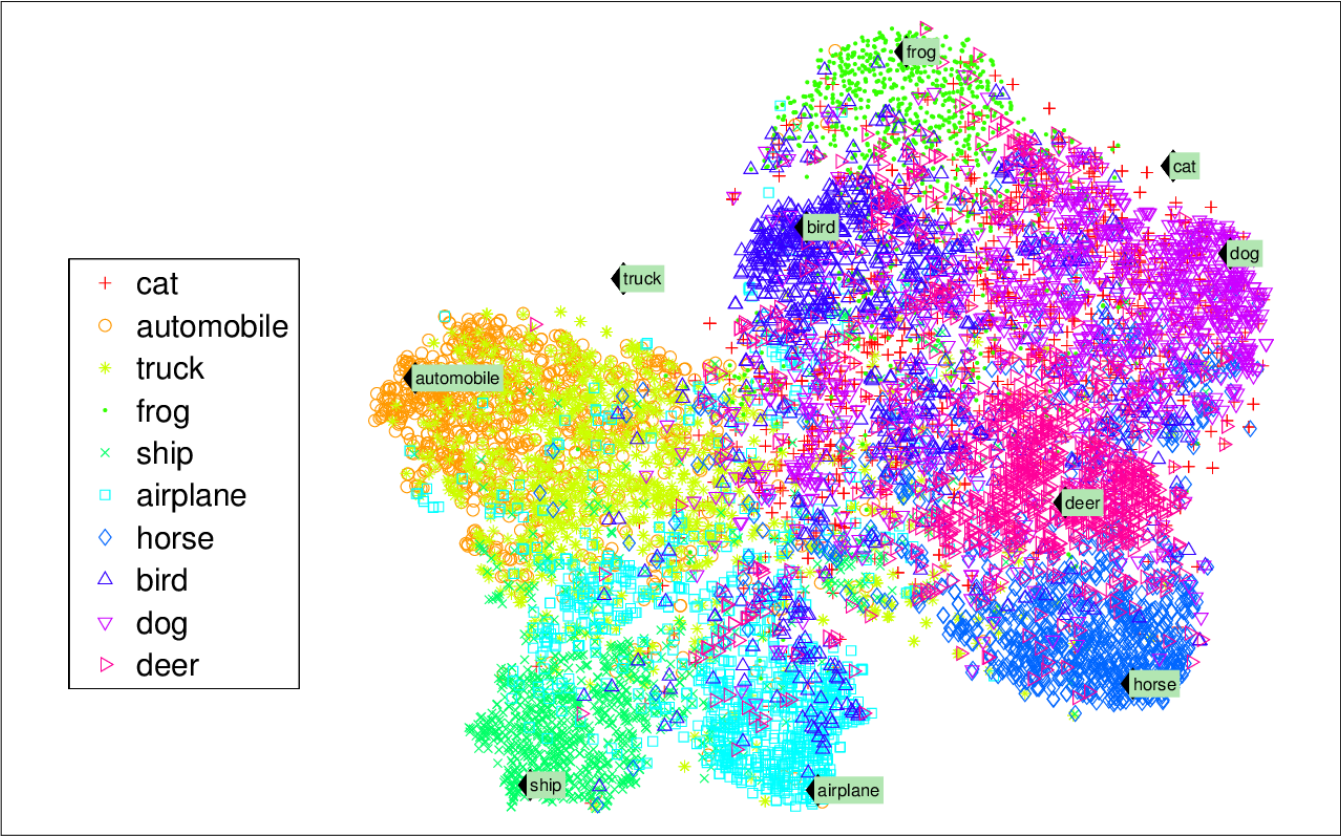 cat
automobile
truck
frog
ship
airplane
horse
bird
dog
deer
frog
cat
bird
dog
truck
automobile
deer
horse
ship
airplane